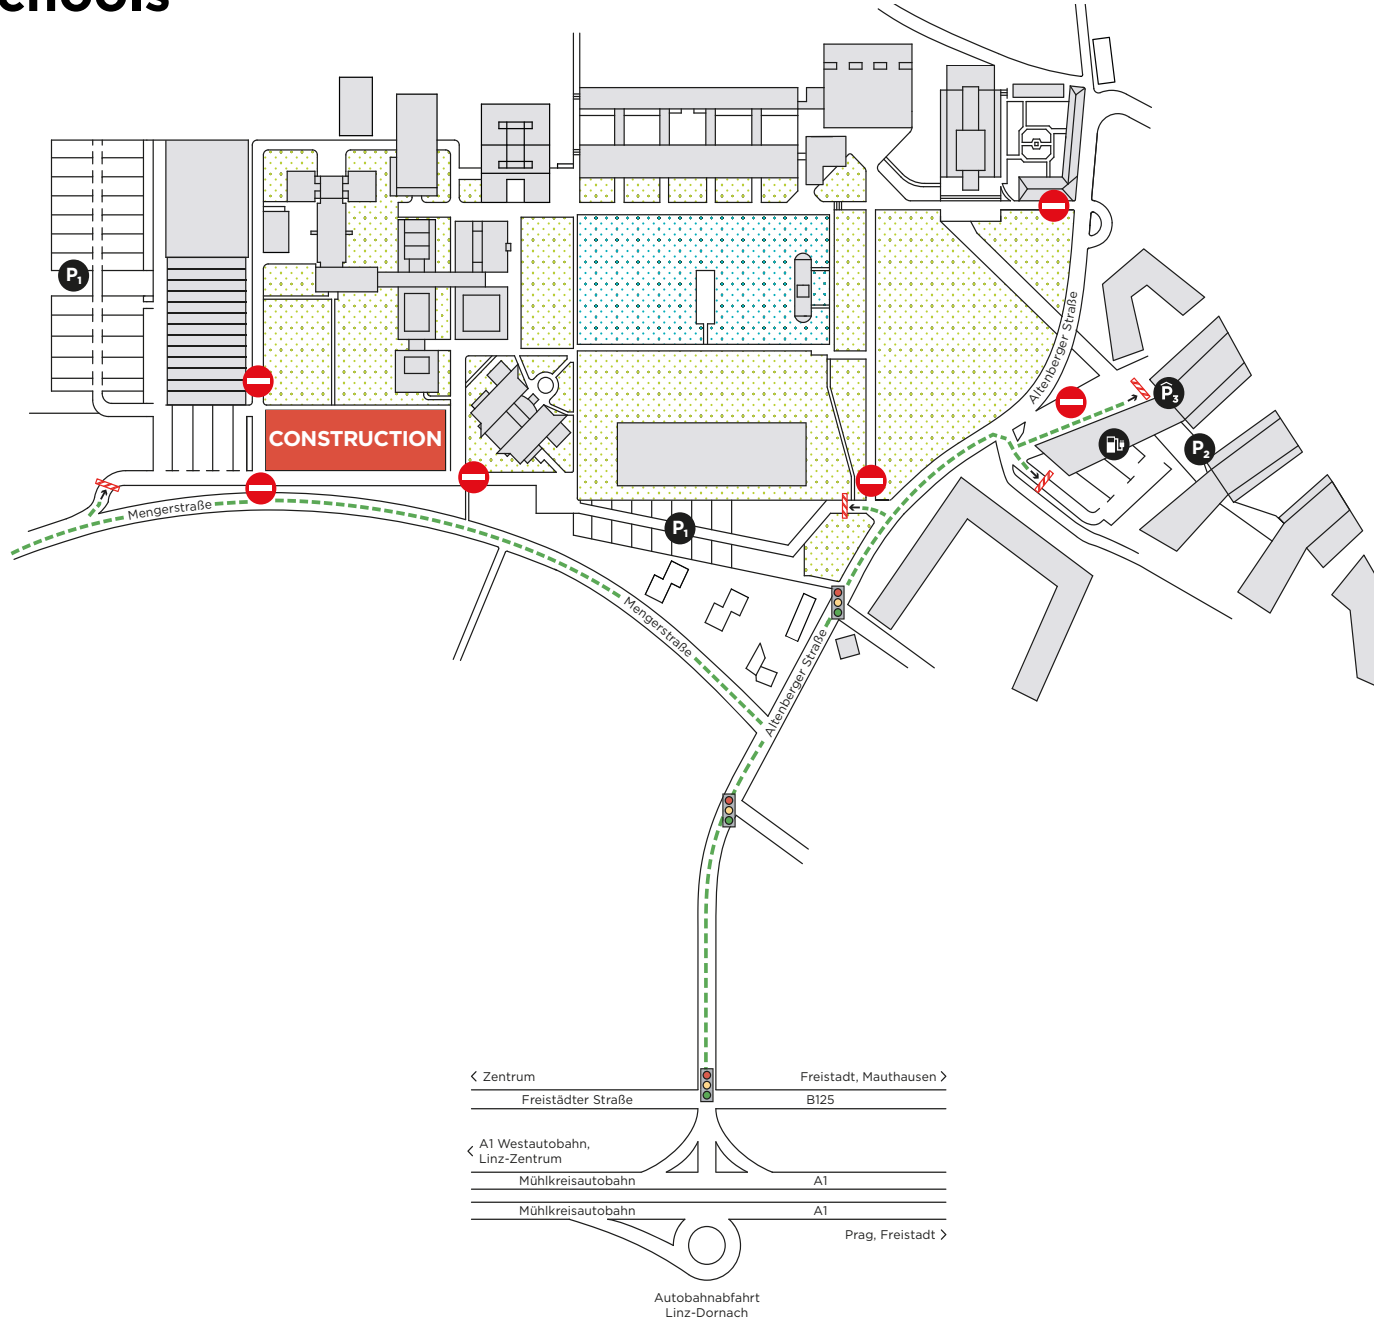 chools
P1
CONSTRUCTION
Mengerstraße
P1
Mengerstraße
Altenberger Straße
Altenberger Straße
P3
P2
Zentrum
Freistadt, Mauthausen
Freistädter Straße
B125
A1 Westautobahn,
Linz-Zentrum
Mühlkreisautobahn
A1
Mühlkreisautobahn
A1
Prag, Freistadt
Autobahnabfahrt
Linz-Dornach